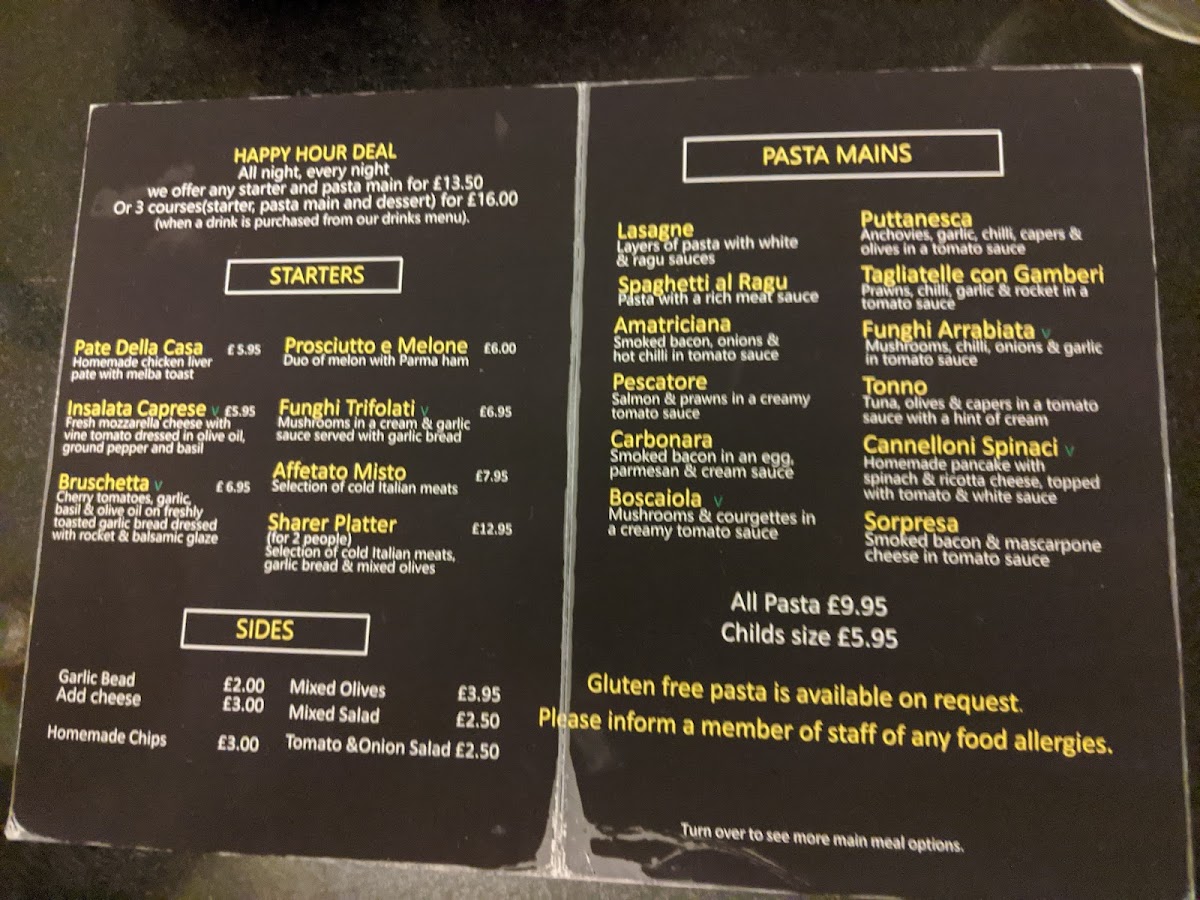 HAPPY HOUR DEAL
All night, every night
we offer any starter and pasta main for £13.50
Or 3 courses(starter, pasta main and dessert) for £16.00
(when a drink is purchased from our drinks menu).
STARTERS
Pate Della Casa £5.95
Homemade chicken liver
pate with melba toast
Insalata Caprese v £5.95
Fresh mozzarella cheese with
vine tomato dressed in olive oil,
ground pepper and basil
Bruschetta v £6.95
Cherry tomatoes, garlic,
basil & olive oil on freshly
toasted garlic bread dressed
with rocket & balsamic glaze
Prosciutto e Melone £6.00
Duo of melon with Parma ham
Funghi Trifolati v £6.95
Mushrooms in a cream & garlic
sauce served with garlic bread
Affetato Misto £7.95
Selection of cold Italian meats
Sharer Platter £12.95
(for 2 people)
Selection of cold Italian meats,
garlic bread & mixed olives
SIDES
Garlic Bead £2.00
Add cheese £3.00
Homemade Chips £3.00
Mixed Olives £3.95
Mixed Salad £2.50
Tomato &Onion Salad £2.50
PASTA MAINS
Lasagne
Layers of pasta with white
& ragu sauces
Spaghetti al Ragu
Pasta with a rich meat sauce
Amatriciana
Smoked bacon, onions &
hot chilli in tomato sauce
Pescatore
Salmon & prawns in a creamy
tomato sauce
Carbonara
Smoked bacon in an egg,
parmesan & cream sauce
Boscaiola v
Mushrooms & courgettes in
a creamy tomato sauce
Puttanesca
Anchovies, garlic, chilli, capers &
olives in a tomato sauce
Tagliatelle con Gamberi
Prawns, chilli, garlic & rocket in a
tomato sauce
Funghi Arrabiata v
Mushrooms, chilli, onions & garlic
in tomato sauce
Tonno
Tuna, olives & capers in a tomato
sauce with a hint of cream
Cannelloni Spinaci v
Homemade pancake with
spinach & ricotta cheese, topped
with tomato & white sauce
Sorpresa
Smoked bacon & mascarpone
cheese in tomato sauce
All Pasta £9.95
Childs size £5.95
Gluten free pasta is available on request.
Please inform a member of staff of any food allergies.
Turn over to see more main meal options.